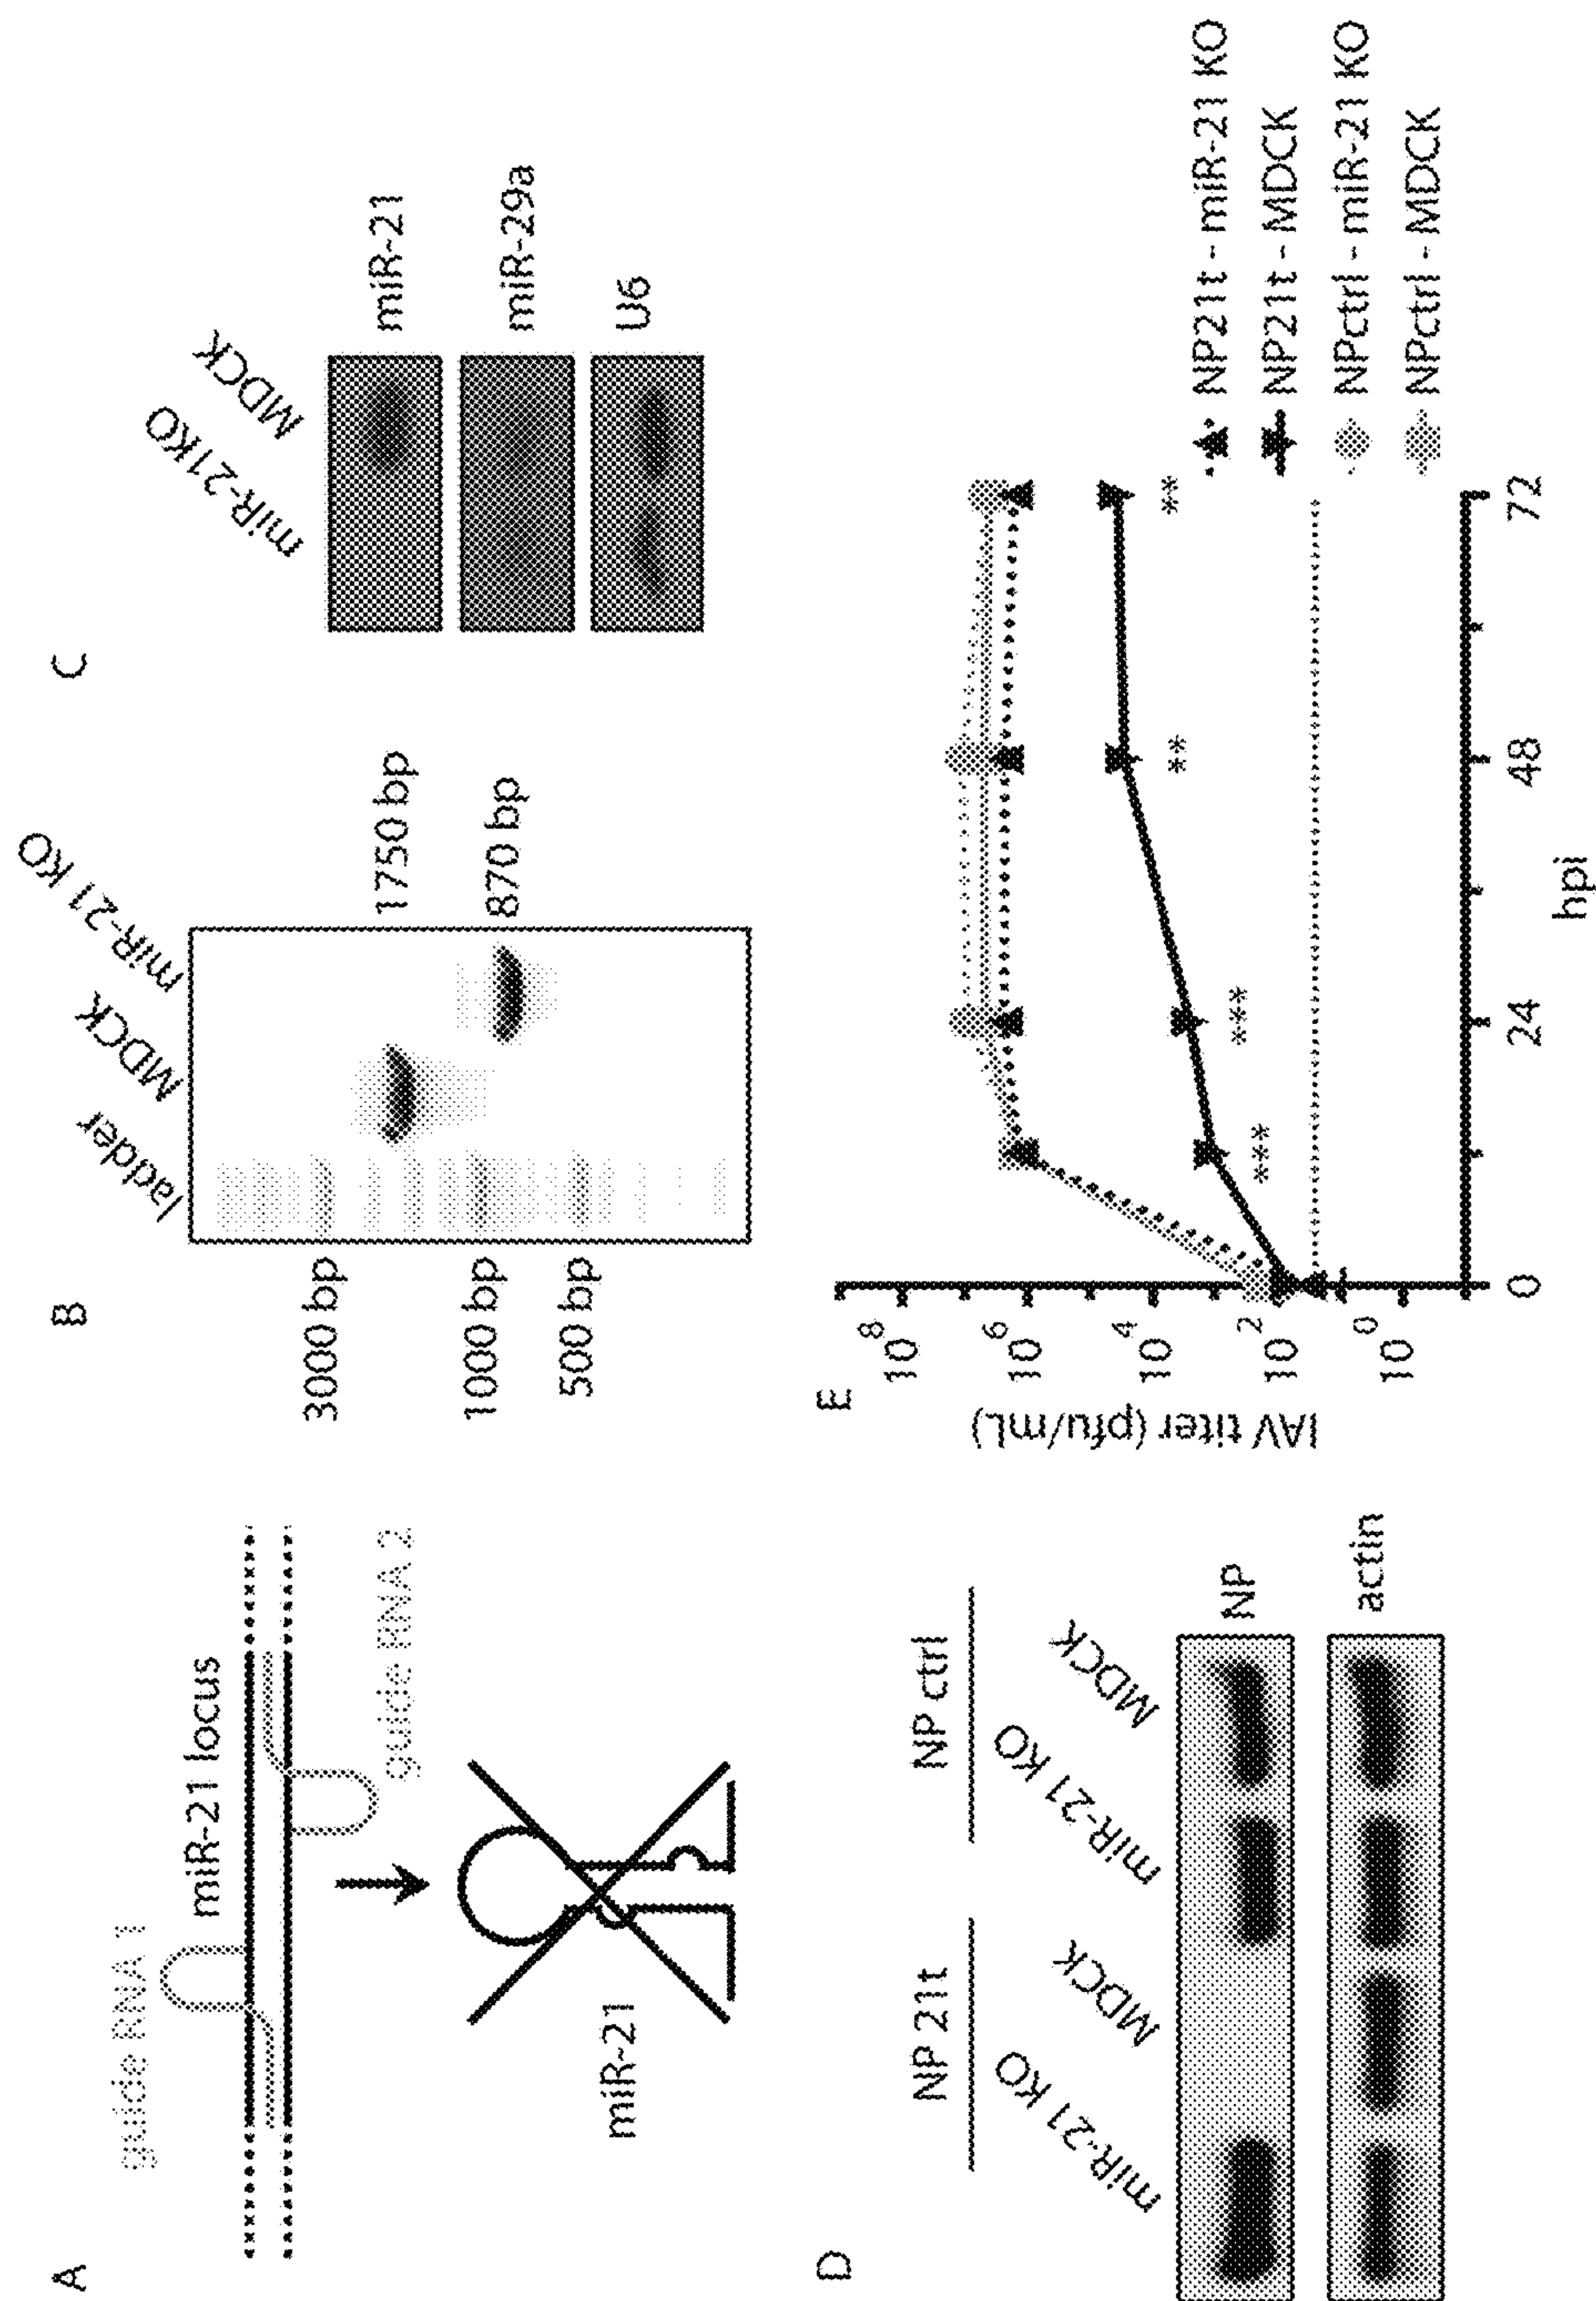 A
guide RNA 1
miR-21 locus
guide RNA 2
miR-21
B
ladder
MDCK
miR-21 KO
3000 bp
1000 bp
500 bp
1750 bp
870 bp
C
miR-21KO
MDCK
miR-21
miR-29a
U6
D
NP 21t
NP ctrl
miR-21 KO
MDCK
miR-21 KO
MDCK
NP
actin
E
IAV titer (pfu/mL)
10^8
10^6
10^4
10^2
10^0
0
24
48
72
hpi
***
***
**
**
NP21t - miR-21 KO
NP21t - MDCK
NPctrl - miR-21 KO
NPctrl - MDCK